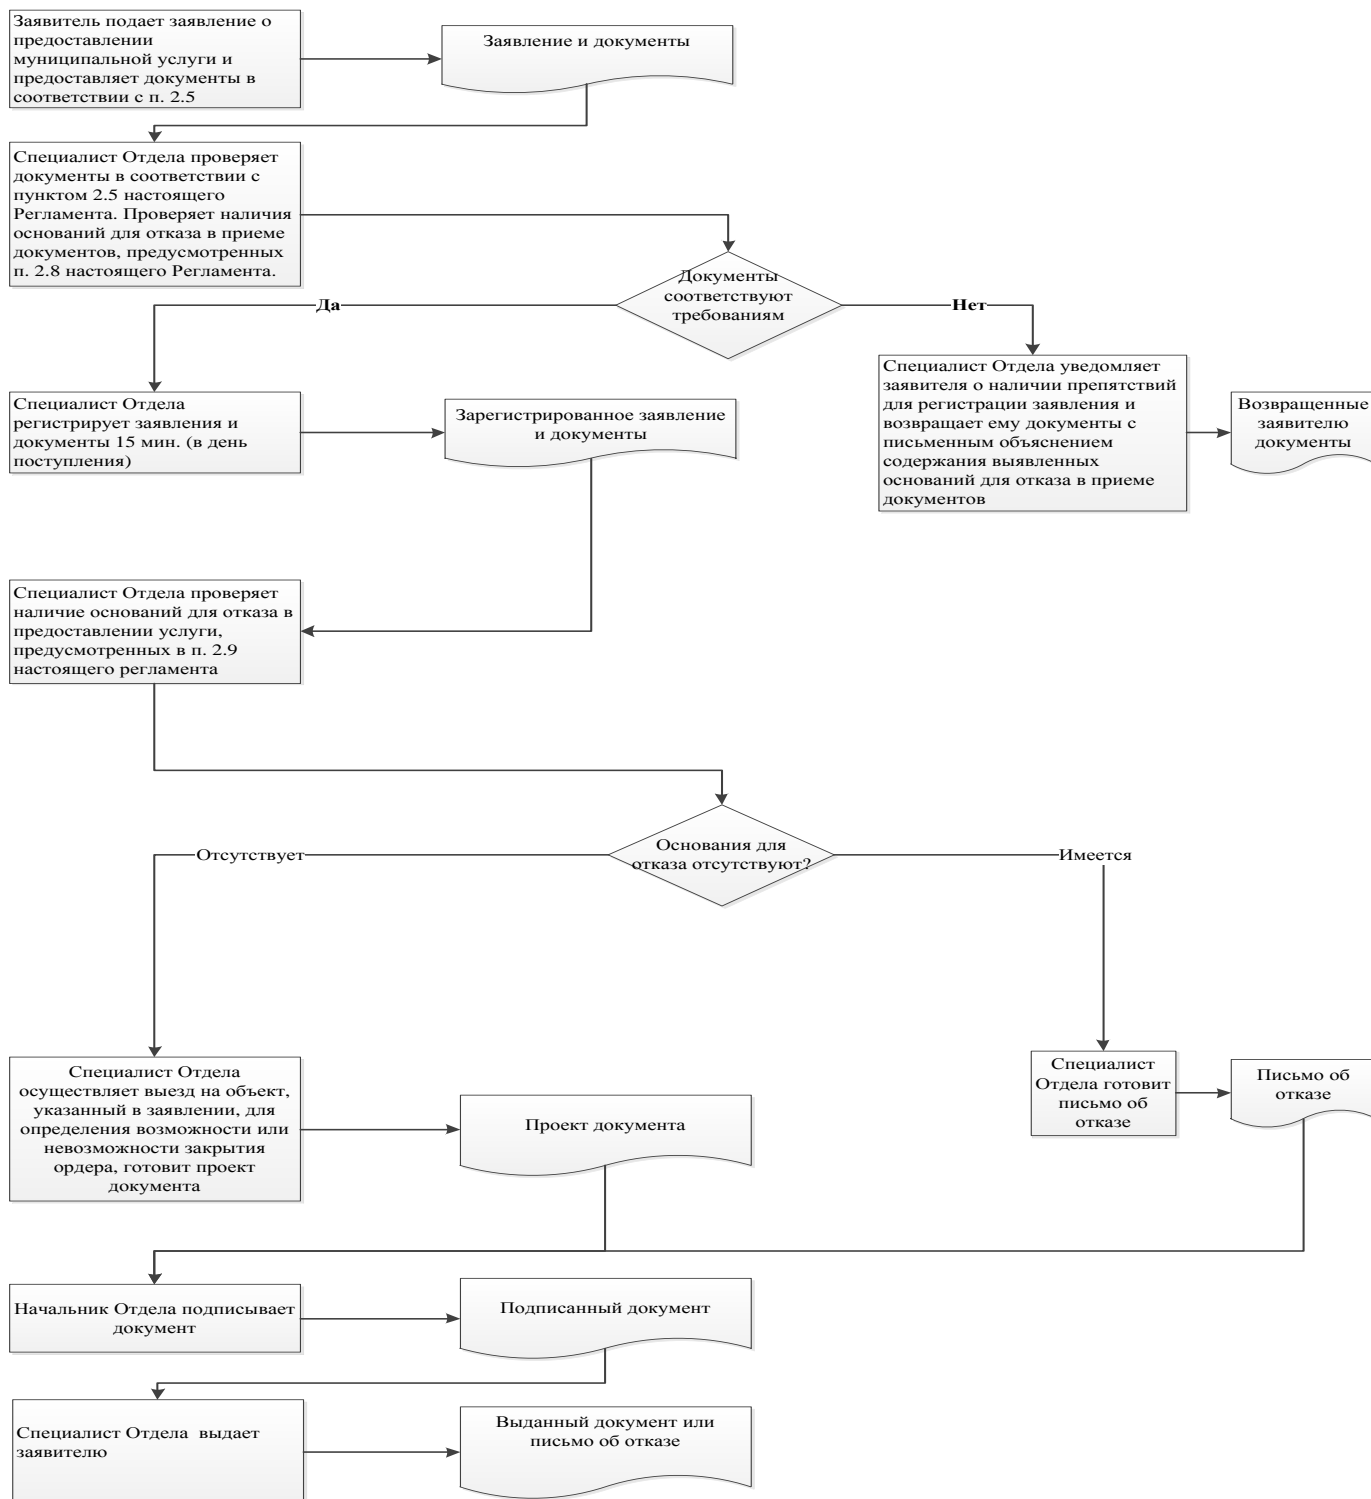 Заявитель подает заявление о
предоставлении
муниципальной услуги и
предоставляет документы в
соответствии с п. 2.5
Заявление и документы
Специалист Отдела проверяет
документы в соответствии с
пунктом 2.5 настоящего
Регламента. Проверяет наличия
оснований для отказа в приеме
документов, предусмотренных
п. 2.8 настоящего Регламента.
Документы
соответствуют
требованиям
Да
Нет
Специалист Отдела
регистрирует заявления и
документы 15 мин. (в день
поступления)
Зарегистрированное заявление
и документы
Специалист Отдела уведомляет
заявителя о наличии препятствий
для регистрации заявления и
возвращает ему документы с
письменным объяснением
содержания выявленных
оснований для отказа в приеме
документов
Возвращенные
заявителю
документы
Специалист Отдела проверяет
наличие оснований для отказа в
предоставлении услуги,
предусмотренных в п. 2.9
настоящего регламента
Основания для
отказа отсутствуют?
Отсутствует
Имеется
Специалист Отдела
осуществляет выезд на объект,
указанный в заявлении, для
определения возможности или
невозможности закрытия
ордера, готовит проект
документа
Проект документа
Специалист
Отдела готовит
письмо об
отказе
Письмо об
отказе
Начальник Отдела подписывает
документ
Подписанный документ
Специалист Отдела  выдает
заявителю
Выданный документ или
письмо об отказе